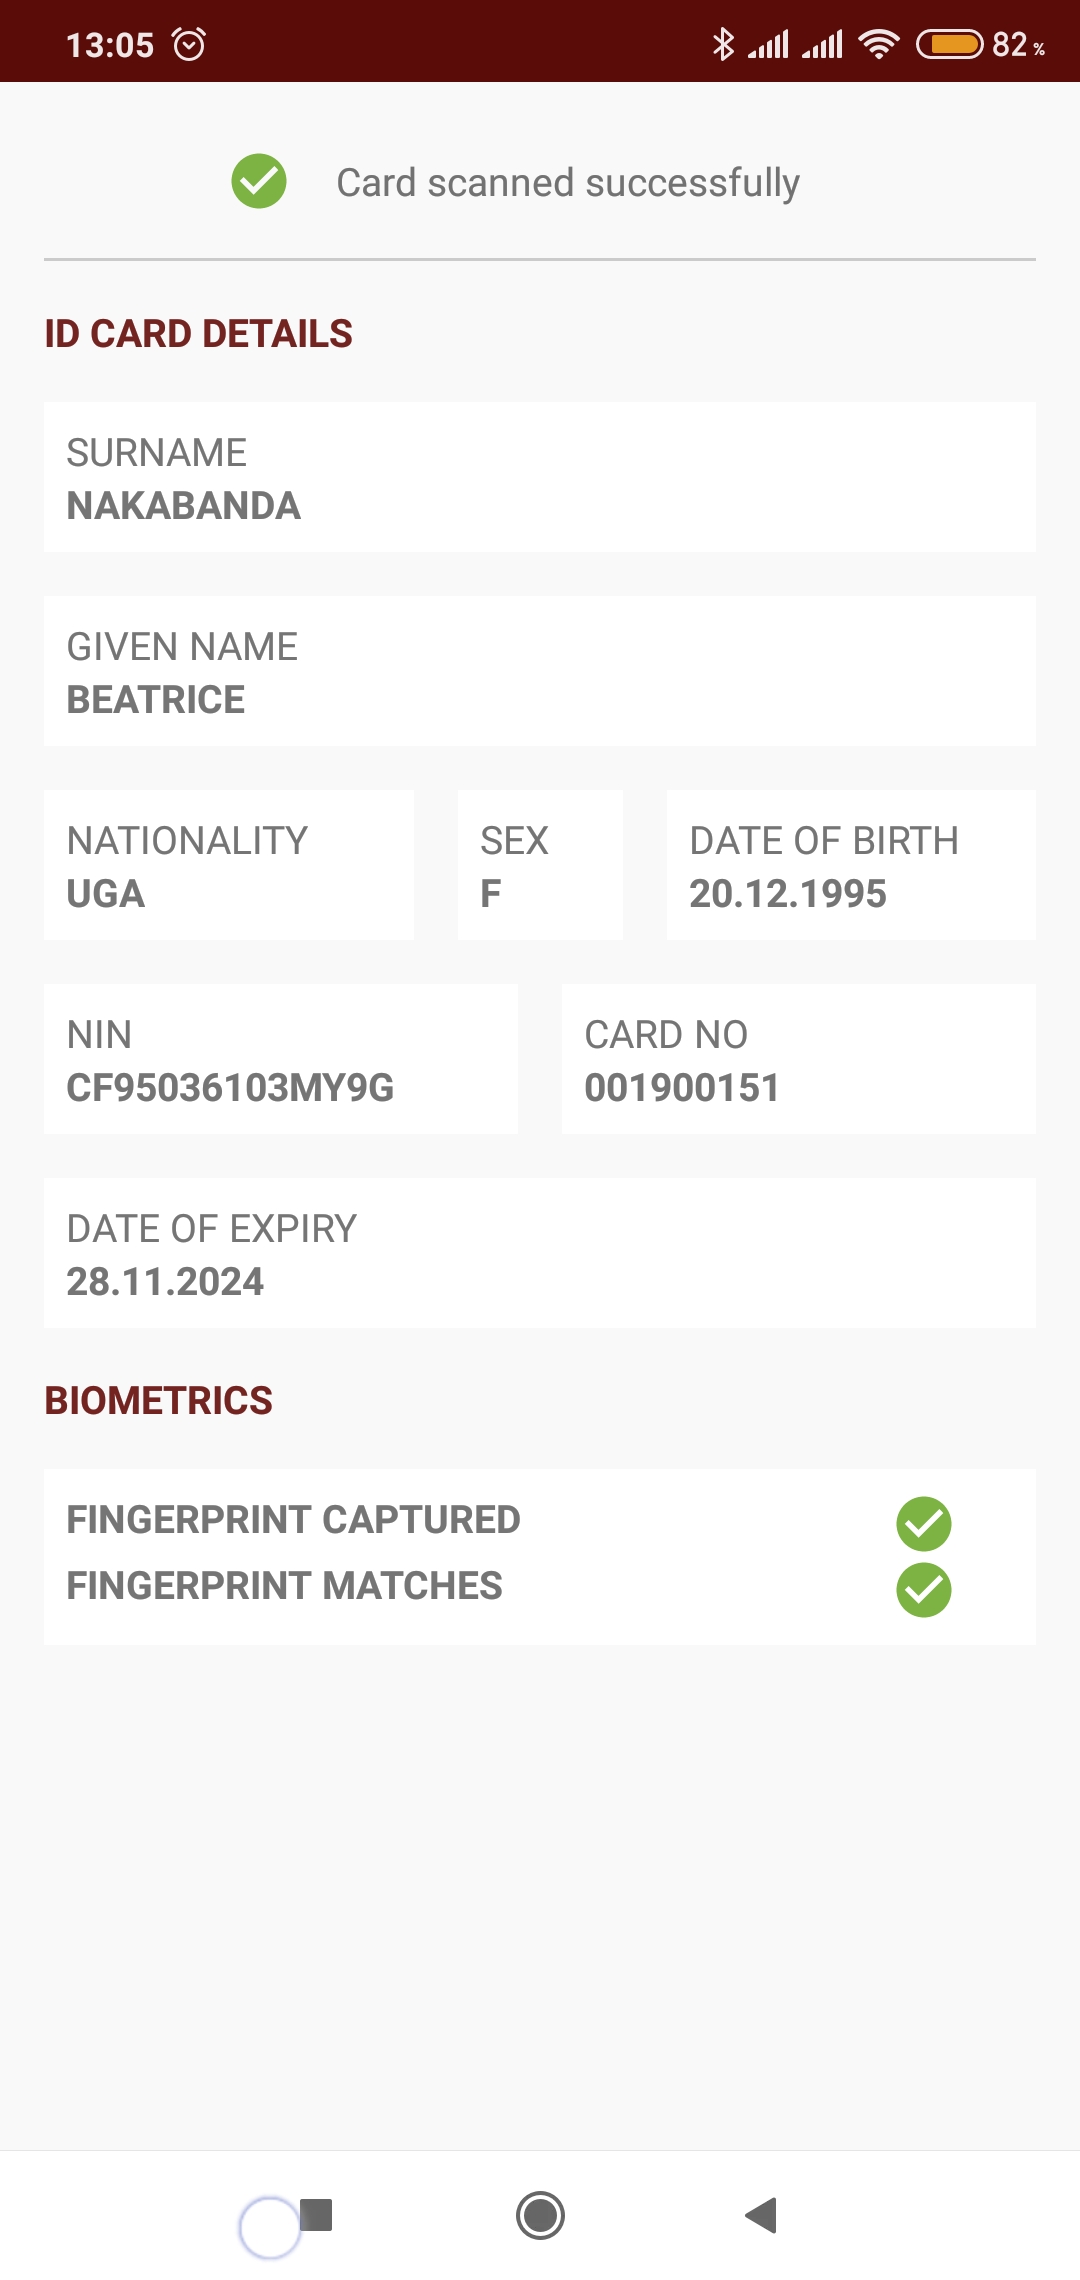 13:05 82 %
Card scanned successfully
ID CARD DETAILS
SURNAME
NAKABANDA
GIVEN NAME
BEATRICE
NATIONALITY SEX DATE OF BIRTH
UGA F 20.12.1995
NIN CARD NO
CF95036103MY9G 001900151
DATE OF EXPIRY
28.11.2024
BIOMETRICS
FINGERPRINT CAPTURED
FINGERPRINT MATCHES